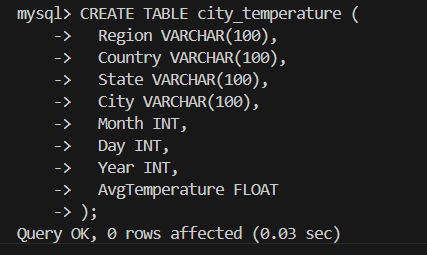 mysql> CREATE TABLE city_temperature (
    ->   Region VARCHAR(100),
    ->   Country VARCHAR(100),
    ->   State VARCHAR(100),
    ->   City VARCHAR(100),
    ->   Month INT,
    ->   Day INT,
    ->   Year INT,
    ->   AvgTemperature FLOAT
    -> );
Query OK, 0 rows affected (0.03 sec)